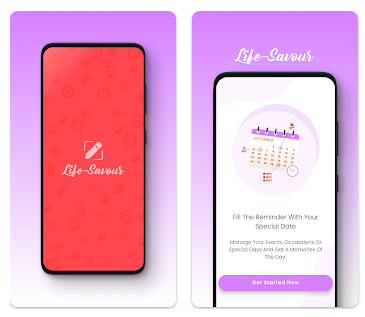 Life-Savour
Life-Savour
SEPTEMBER
Fill The Reminder With Your
Special Date
Manage Your Events, Occassions Or
Special Days And Get A Memories Of
The Day!
Get Started Now